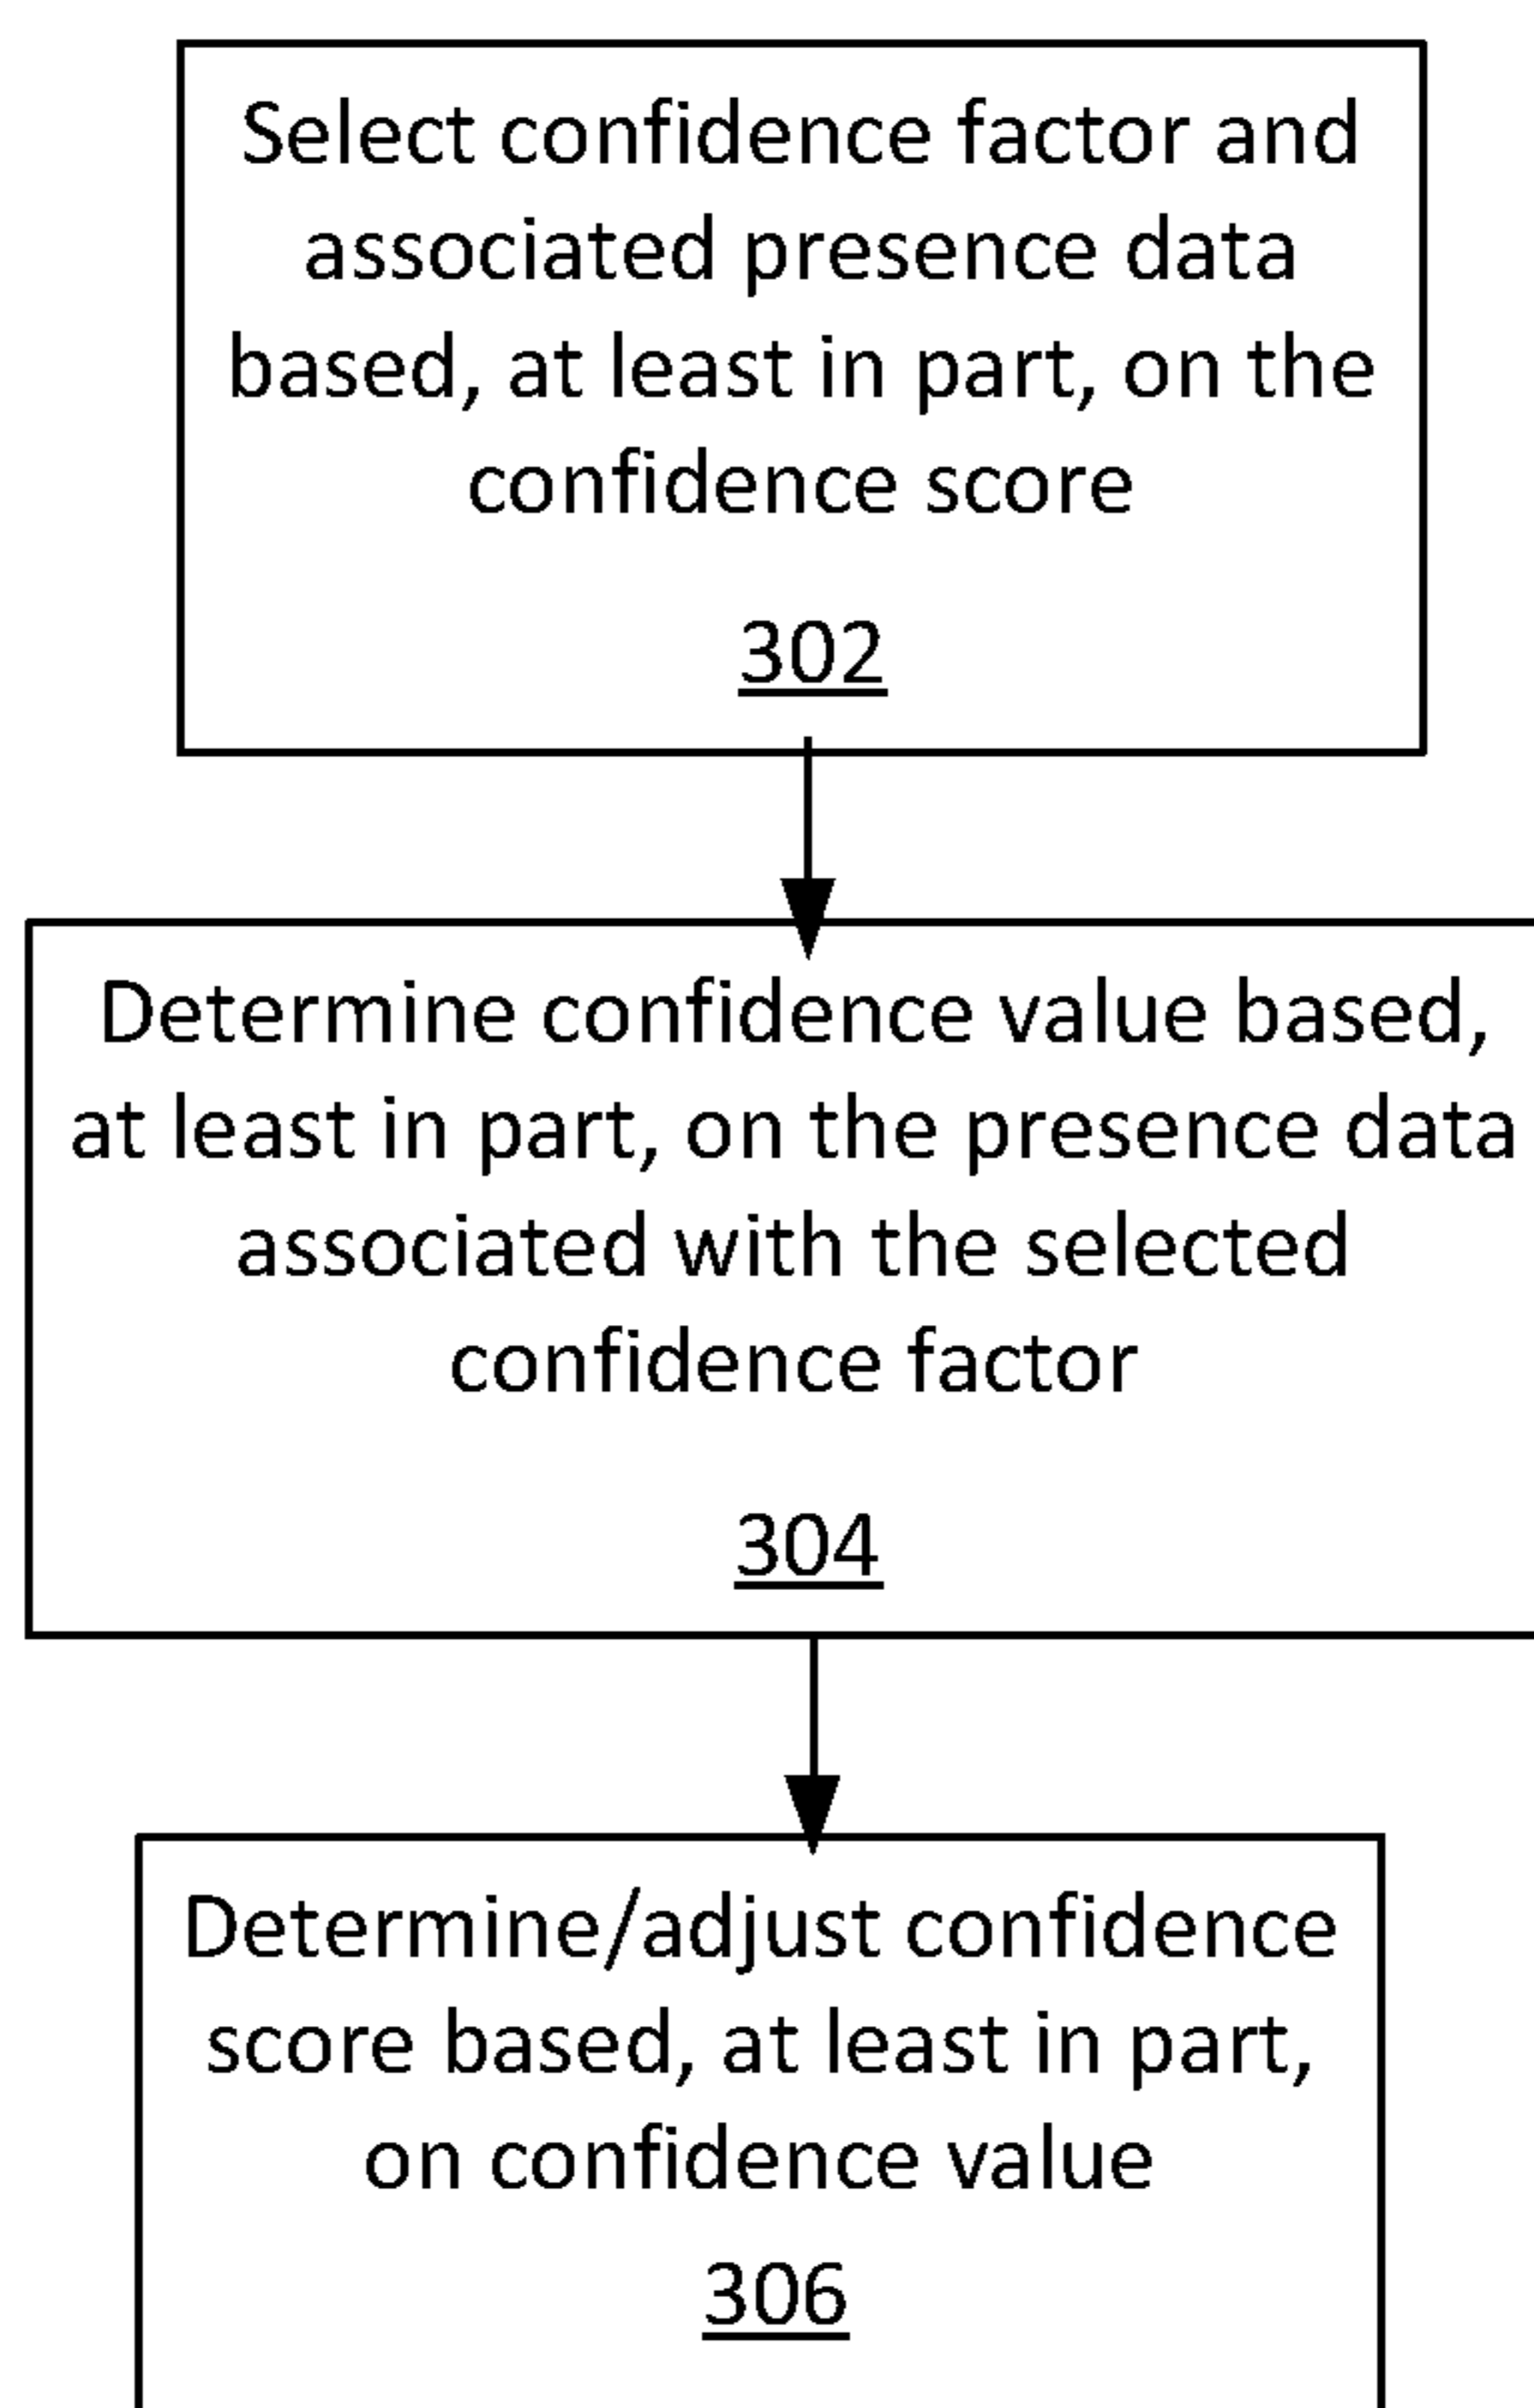 Select confidence factor and
associated presence data
based, at least in part, on the
confidence score
302
Determine confidence value based,
at least in part, on the presence data
associated with the selected
confidence factor
304
Determine/adjust confidence
score based, at least in part,
on confidence value
306